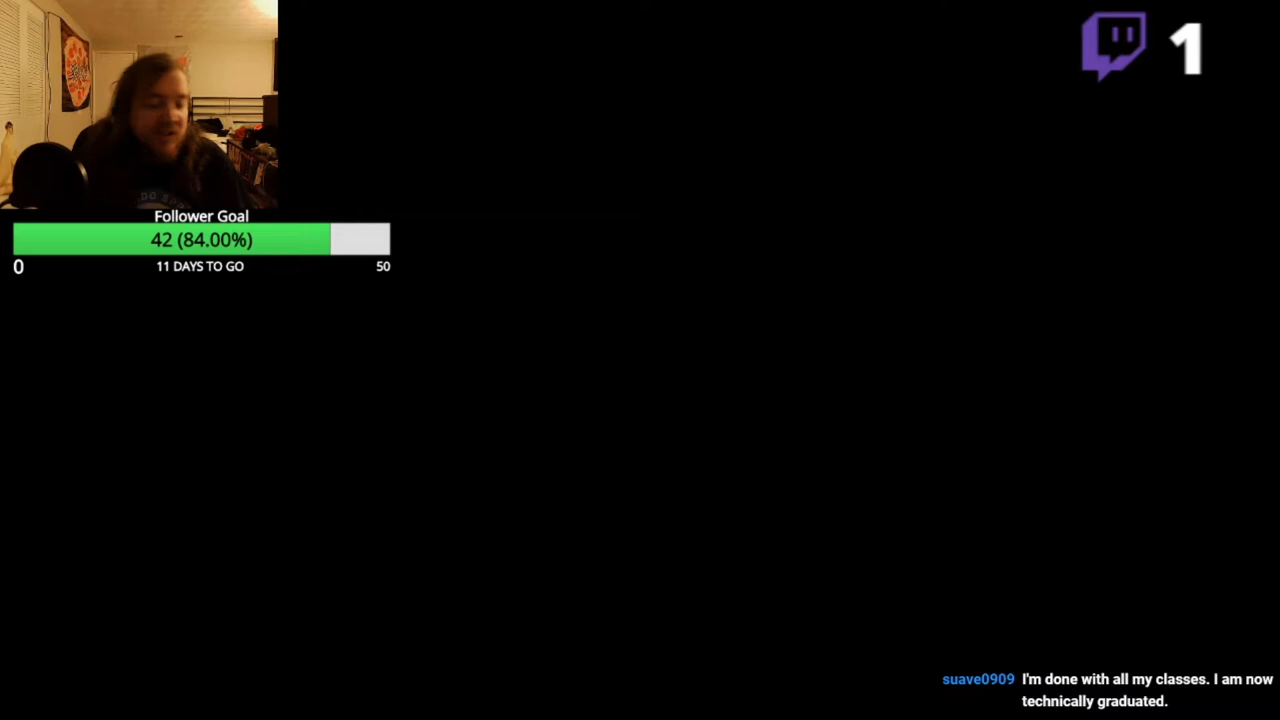 1
Follower Goal
42 (84.00%)
0 11 DAYS TO GO 50
suave0909 I'm done with all my classes. I am now
technically graduated.